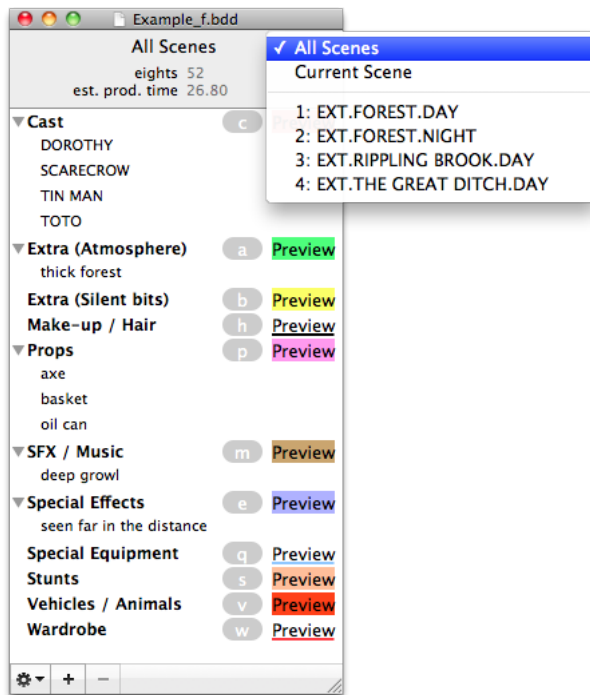 Example_f.bdd
All Scenes
eights 52
est. prod. time 26.80
✓ All Scenes
Current Scene
1: EXT.FOREST.DAY
2: EXT.FOREST.NIGHT
3: EXT.RIPPLING BROOK.DAY
4: EXT.THE GREAT DITCH.DAY
Cast c
DOROTHY
SCARECROW
TIN MAN
TOTO
Extra (Atmosphere) a Preview
thick forest
Extra (Silent bits) b Preview
Make-up / Hair h Preview
Props p Preview
axe
basket
oil can
SFX / Music m Preview
deep growl
Special Effects e Preview
seen far in the distance
Special Equipment q Preview
Stunts s Preview
Vehicles / Animals v Preview
Wardrobe w Preview